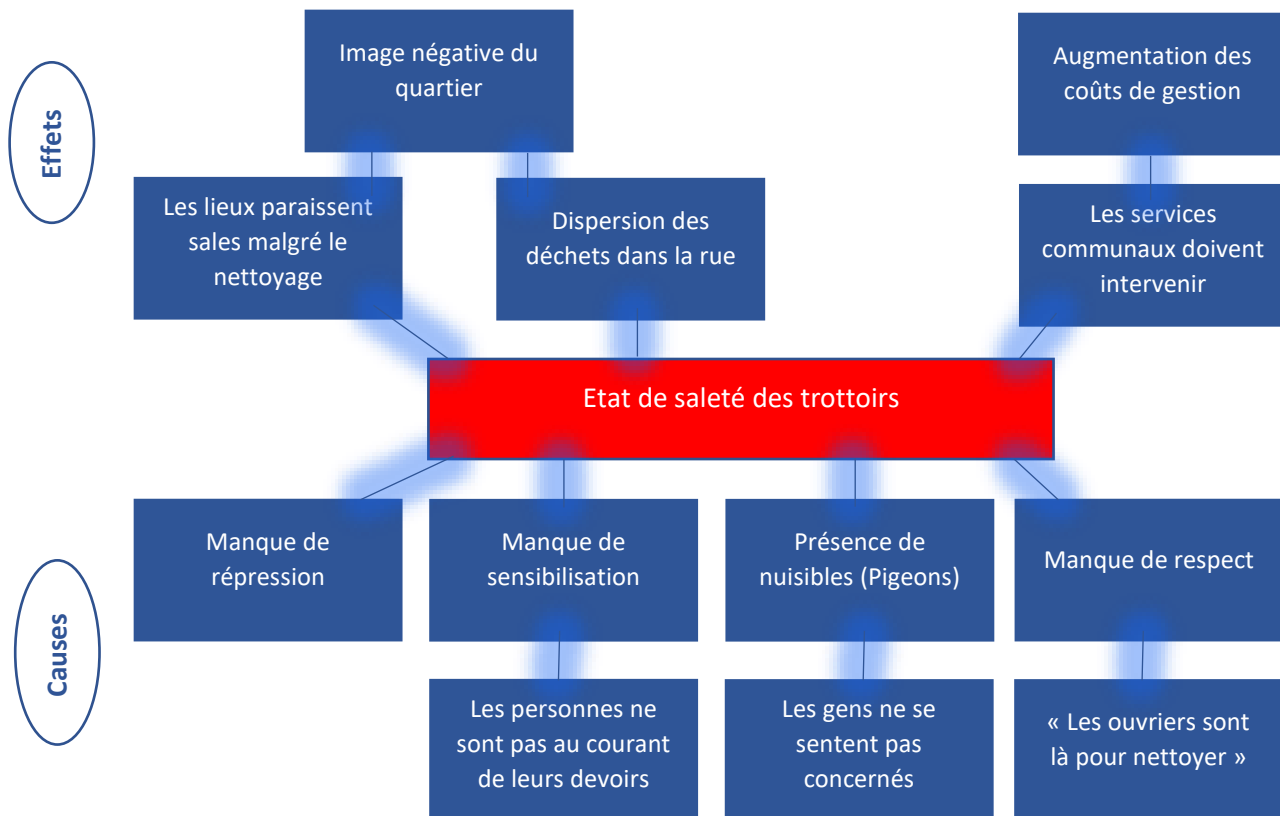 Effets
Image négative du
quartier
Augmentation des
coûts de gestion
Les lieux paraissent
sales malgré le
nettoyage
Dispersion des
déchets dans la rue
Les services
communaux doivent
intervenir
Etat de saleté des trottoirs
Causes
Manque de
répression
Manque de
sensibilisation
Présence de
nuisibles (Pigeons)
Manque de respect
Les personnes ne
sont pas au courant
de leurs devoirs
Les gens ne se
sentent pas
concernés
« Les ouvriers sont
là pour nettoyer »